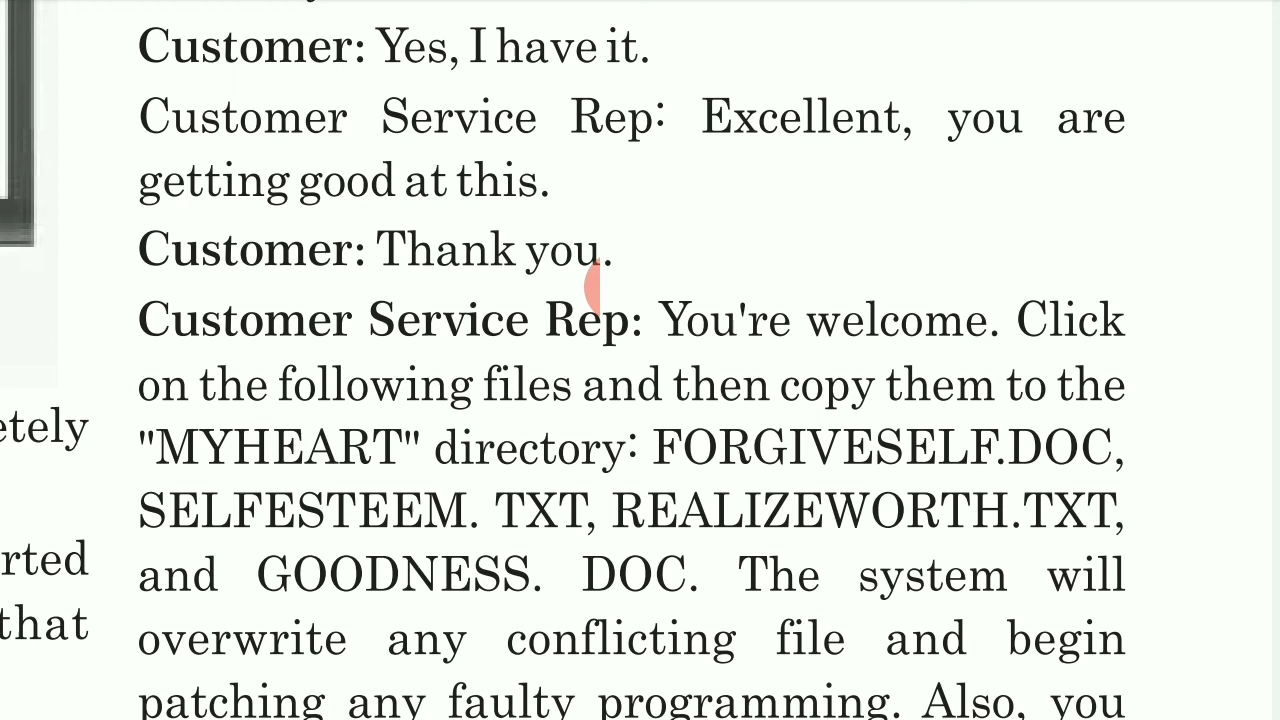 Customer: Yes, I have it.
Customer Service Rep: Excellent, you are
getting good at this.
Customer: Thank you.
Customer Service Rep: You're welcome. Click
on the following files and then copy them to the
"MYHEART" directory: FORGIVESELF.DOC,
SELFESTEEM. TXT, REALIZEWORTH.TXT,
and GOODNESS. DOC. The system will
overwrite any conflicting file and begin
patching any faulty programming. Also, you
etely
rted
that